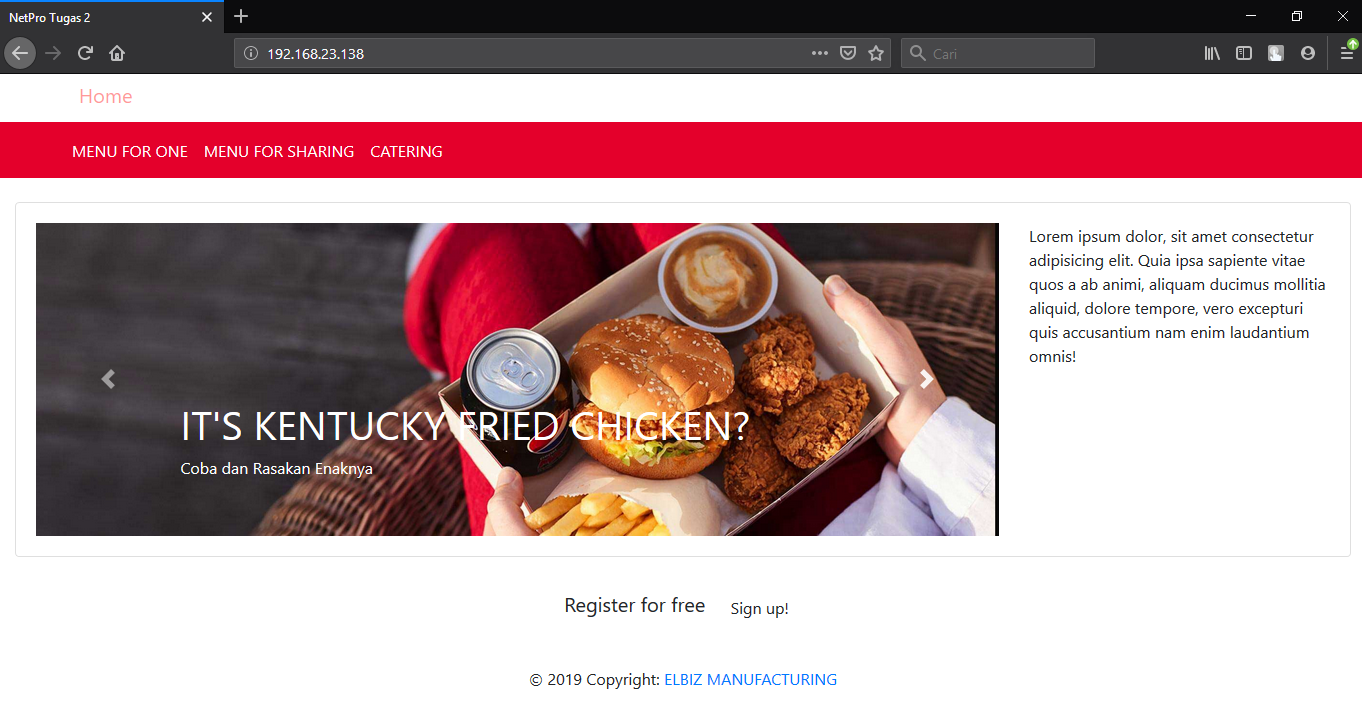 NetPro Tugas 2
192.168.23.138
Cari
Home
MENU FOR ONE MENU FOR SHARING CATERING
IT'S KENTUCKY FRIED CHICKEN?
Coba dan Rasakan Enaknya
Lorem ipsum dolor, sit amet consectetur
adipisicing elit. Quia ipsa sapiente vitae
quos a ab animi, aliquam ducimus mollitia
aliquid, dolore tempore, vero excepturi
quis accusantium nam enim laudantium
omnis!
Register for free Sign up!
© 2019 Copyright: ELBIZ MANUFACTURING